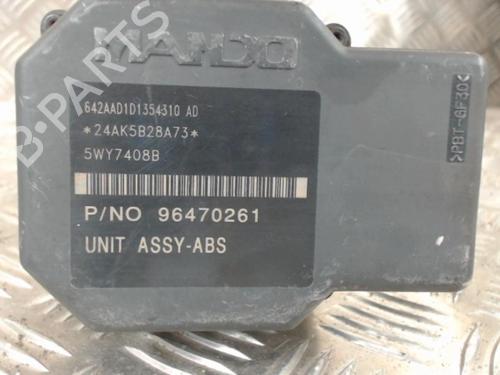 MANDO
642AAD1D1354310 AD
*24AK5B28A73*
5WY7408B
P/NO 96470261
UNIT ASSY-ABS
>PBT-GF30<
B-PARTS